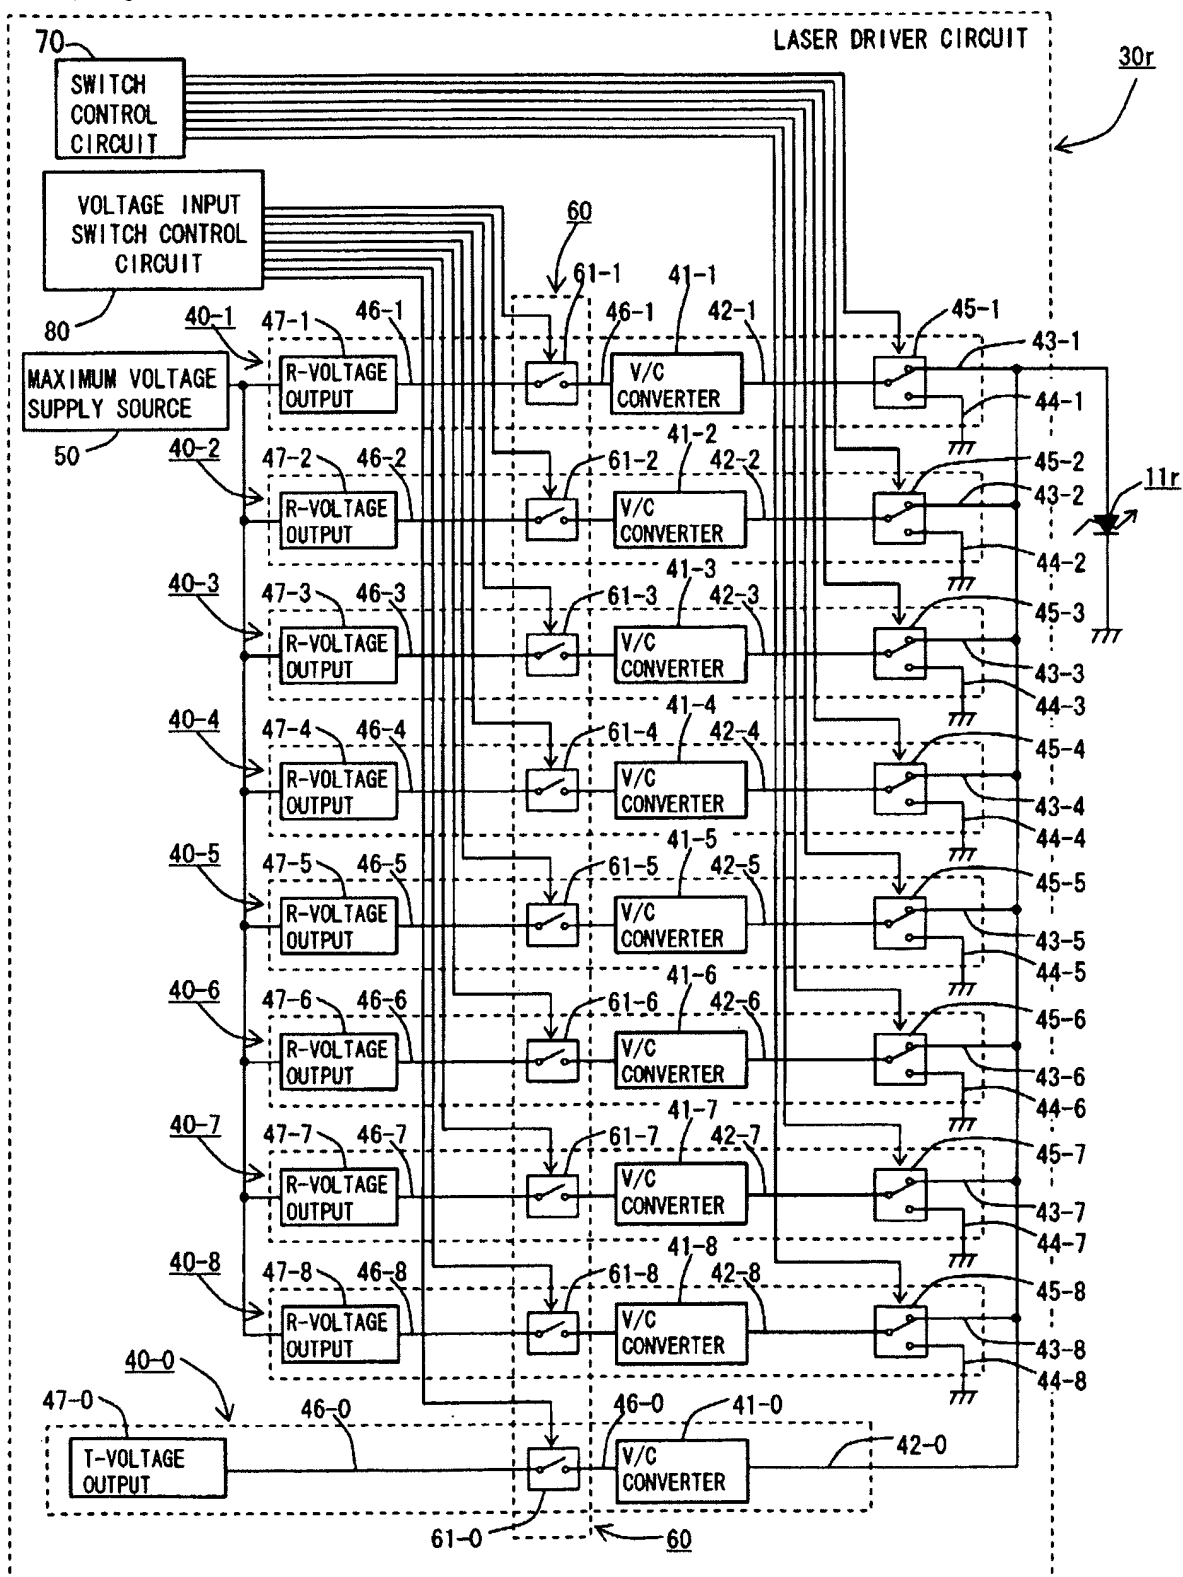 LASER DRIVER CIRCUIT
70
30r
SWITCH
CONTROL
CIRCUIT
VOLTAGE INPUT
SWITCH CONTROL
CIRCUIT
80
60
61-1
41-1
40-1
47-1
46-1
46-1
42-1
45-1
43-1
MAXIMUM VOLTAGE
SUPPLY SOURCE
R-VOLTAGE
OUTPUT
V/C
CONVERTER
44-1
50
40-2
47-2
46-2
61-2
41-2
42-2
45-2
43-2
11r
R-VOLTAGE
OUTPUT
V/C
CONVERTER
44-2
40-3
47-3
46-3
61-3
41-3
42-3
45-3
R-VOLTAGE
OUTPUT
V/C
CONVERTER
43-3
44-3
40-4
47-4
46-4
61-4
41-4
42-4
45-4
R-VOLTAGE
OUTPUT
V/C
CONVERTER
43-4
44-4
40-5
47-5
46-5
61-5
41-5
42-5
45-5
R-VOLTAGE
OUTPUT
V/C
CONVERTER
43-5
44-5
40-6
47-6
46-6
61-6
41-6
42-6
45-6
R-VOLTAGE
OUTPUT
V/C
CONVERTER
43-6
44-6
40-7
47-7
46-7
61-7
41-7
42-7
45-7
R-VOLTAGE
OUTPUT
V/C
CONVERTER
43-7
44-7
40-8
47-8
46-8
61-8
41-8
42-8
45-8
R-VOLTAGE
OUTPUT
V/C
CONVERTER
43-8
44-8
40-0
47-0
46-0
46-0
41-0
42-0
T-VOLTAGE
OUTPUT
V/C
CONVERTER
61-0
60